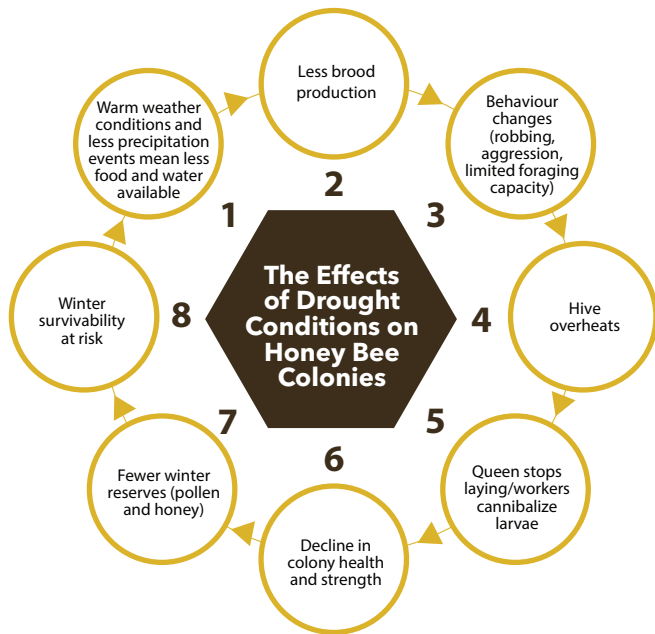 The Effects
of Drought
Conditions on
Honey Bee
Colonies
1
Warm weather
conditions and
less precipitation
events mean less
food and water
available
2
Less brood
production
3
Behaviour
changes
(robbing,
aggression,
limited foraging
capacity)
4
Hive
overheats
5
Queen stops
laying/workers
cannibalize
larvae
6
Decline in
colony health
and strength
7
Fewer winter
reserves (pollen
and honey)
8
Winter
survivability
at risk